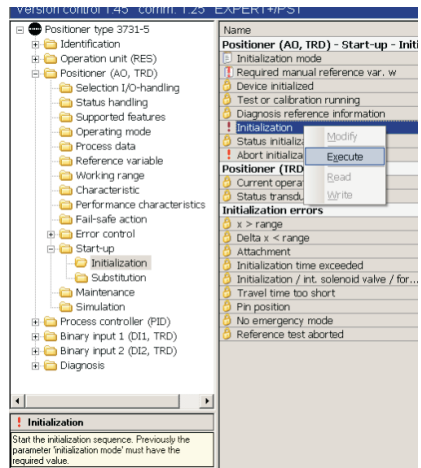 Version control 1.45 comm. 1.25 EXPERT+/PST
Positioner type 3731-5
Identification
Operation unit (RES)
Positioner (AO, TRD)
Selection I/O-handling
Status handling
Supported features
Operating mode
Process data
Reference variable
Working range
Characteristic
Performance characteristics
Fail-safe action
Error control
Start-up
Initialization
Substitution
Maintenance
Simulation
Process controller (PID)
Binary input 1 (DI1, TRD)
Binary input 2 (DI2, TRD)
Diagnosis
Initialization
Start the initialization sequence. Previously the
parameter 'initialization mode' must have the
required value.
Name
Positioner (AO, TRD) - Start-up - Initi
Initialization mode
Required manual reference var. w
Device initialized
Test or calibration running
Diagnosis reference information
Initialization
Status initializa
Abort initializa
Positioner (TRD
Current opera
Status transdu
Initialization errors
x > range
Delta x < range
Attachment
Initialization time exceeded
Initialization / int. solenoid valve / for...
Travel time too short
Pin position
No emergency mode
Reference test aborted
Modify
Execute
Read
Write